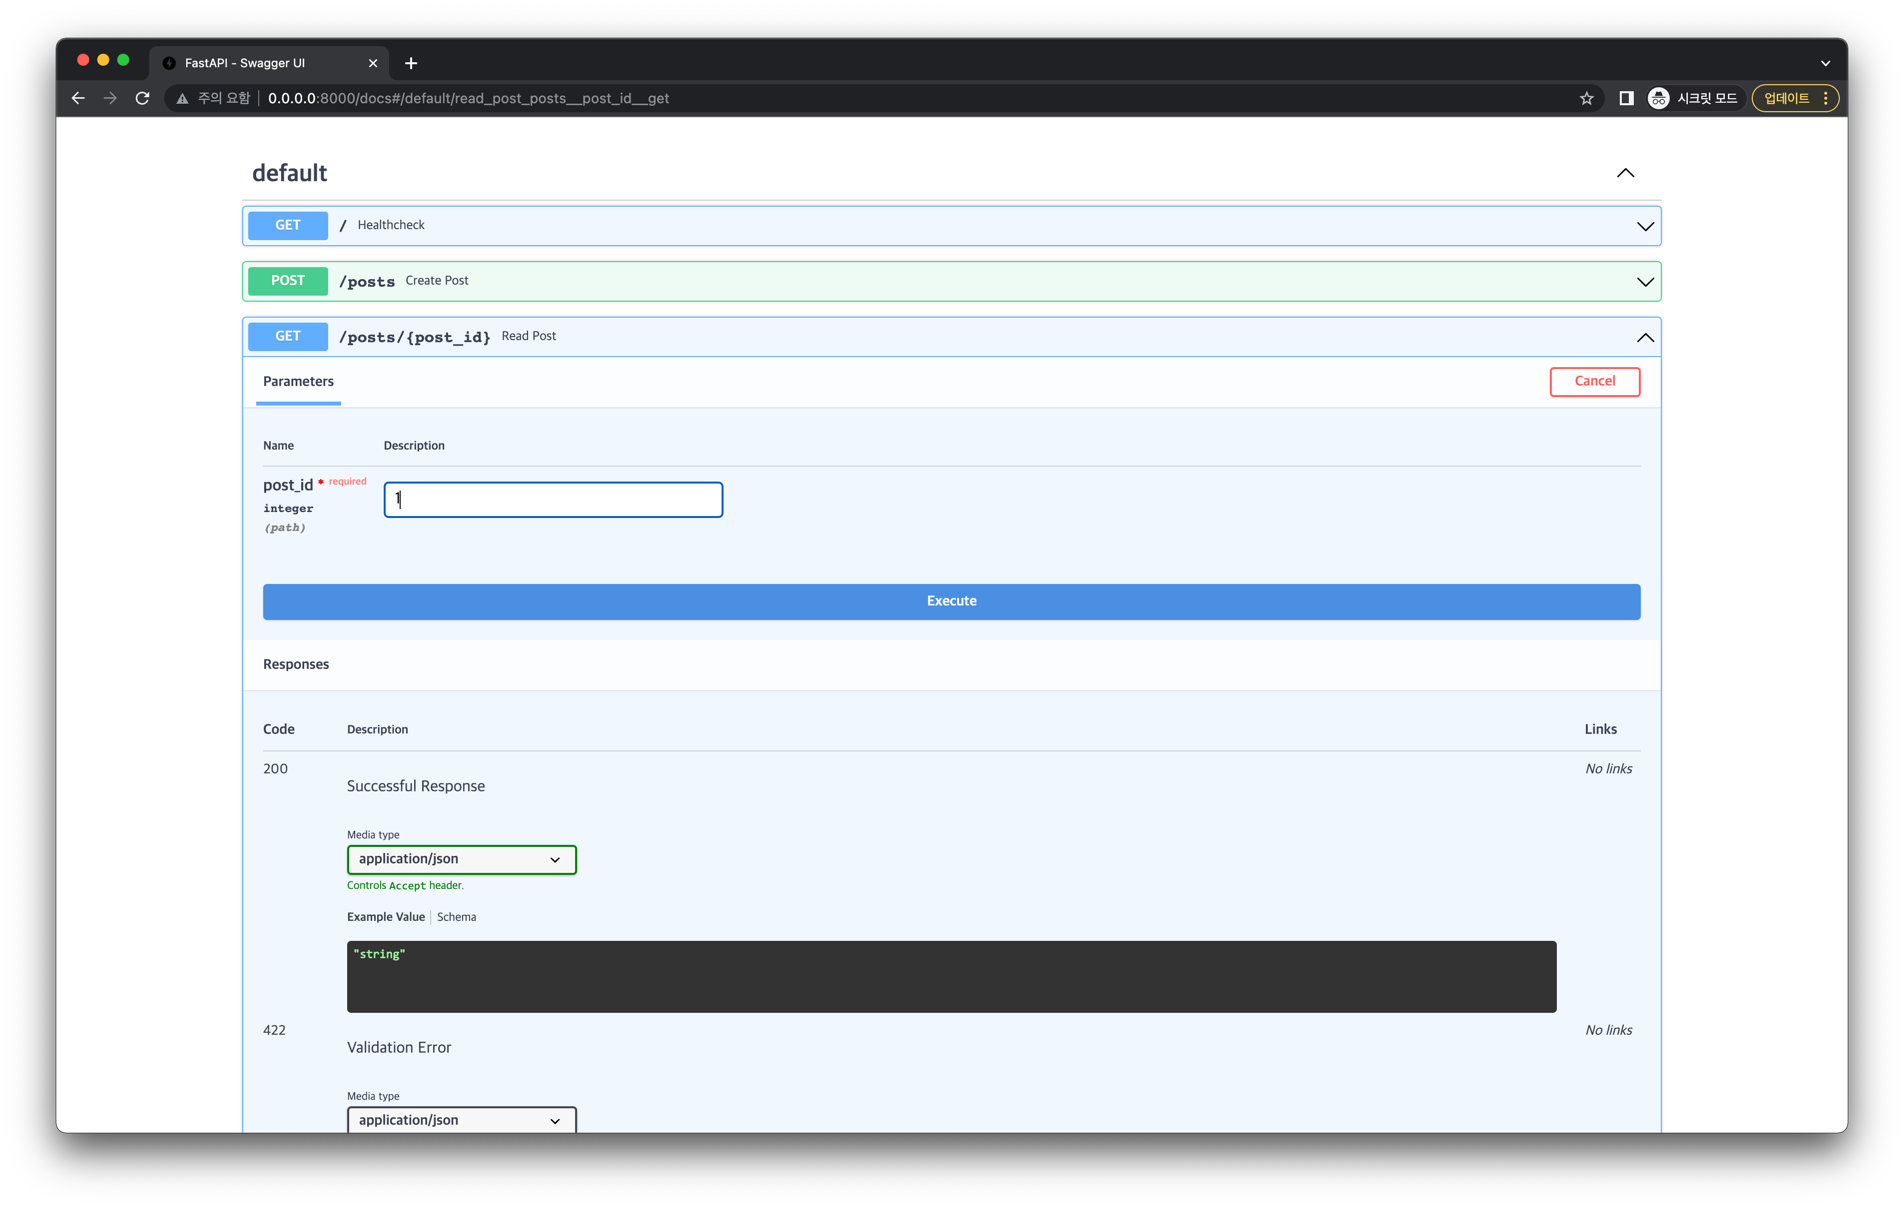 FastAPI - Swagger UI
주의 요함 0.0.0.0:8000/docs#/default/read_post_posts__post_id__get 시크릿 모드 업데이트
default
GET / Healthcheck
POST /posts Create Post
GET /posts/{post_id} Read Post
Parameters Cancel
Name Description
post_id * required
integer
(path)
1
Execute
Responses
Code Description Links
200 No links
Successful Response
Media type
application/json
Controls Accept header.
Example Value Schema
"string"
422 No links
Validation Error
Media type
application/json